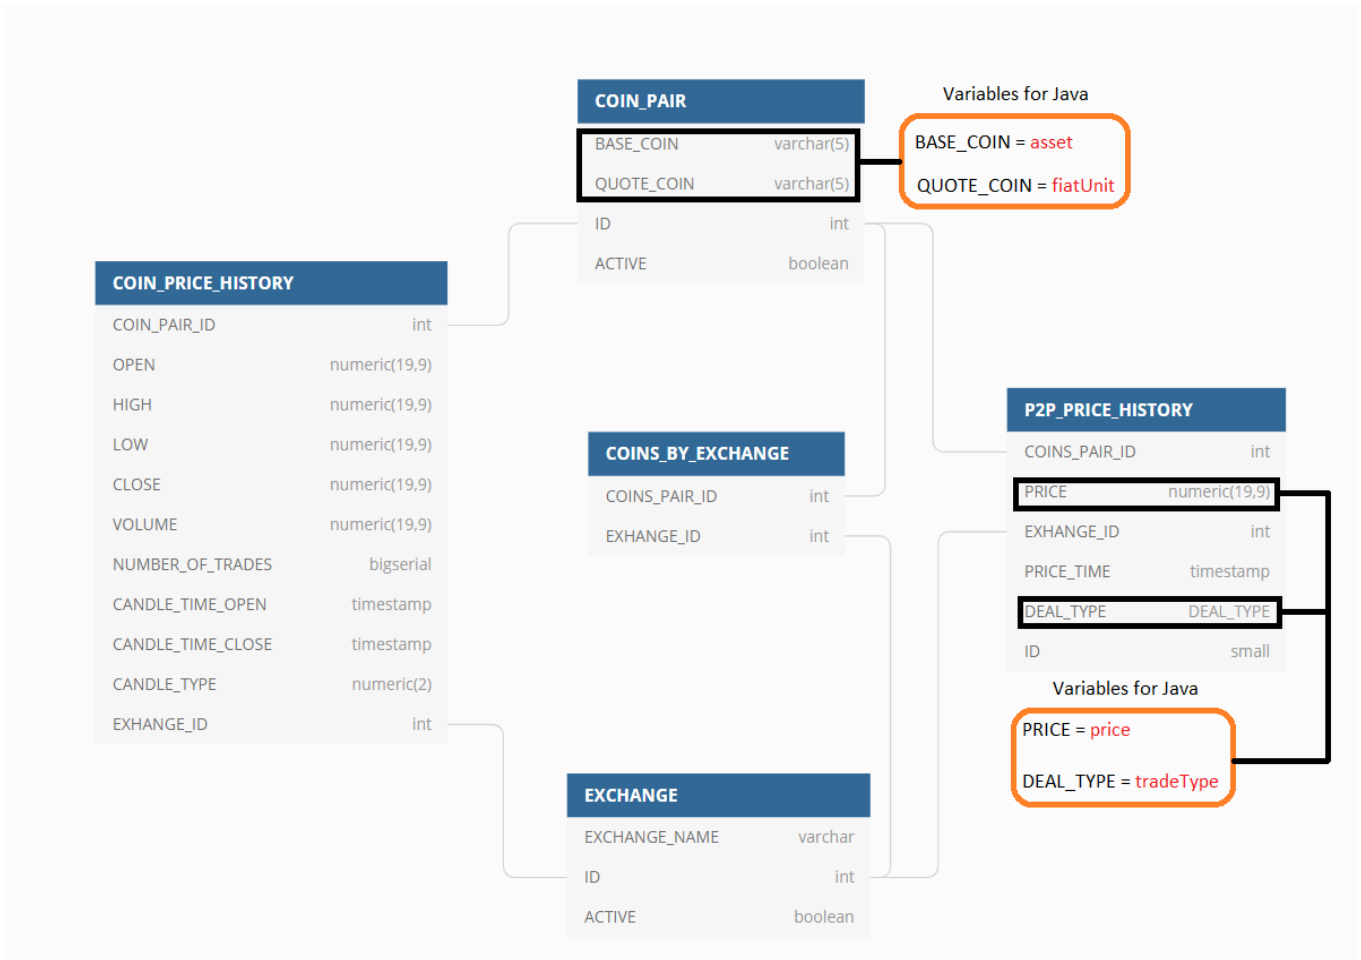 COIN_PAIR
BASE_COIN varchar(5)
QUOTE_COIN varchar(5)
ID int
ACTIVE boolean
Variables for Java
BASE_COIN = asset
QUOTE_COIN = fiatUnit
COIN_PRICE_HISTORY
COIN_PAIR_ID int
OPEN numeric(19,9)
HIGH numeric(19,9)
LOW numeric(19,9)
CLOSE numeric(19,9)
VOLUME numeric(19,9)
NUMBER_OF_TRADES bigserial
CANDLE_TIME_OPEN timestamp
CANDLE_TIME_CLOSE timestamp
CANDLE_TYPE numeric(2)
EXHANGE_ID int
COINS_BY_EXCHANGE
COINS_PAIR_ID int
EXHANGE_ID int
P2P_PRICE_HISTORY
COINS_PAIR_ID int
PRICE numeric(19,9)
EXHANGE_ID int
PRICE_TIME timestamp
DEAL_TYPE DEAL_TYPE
ID small
Variables for Java
PRICE = price
DEAL_TYPE = tradeType
EXCHANGE
EXCHANGE_NAME varchar
ID int
ACTIVE boolean